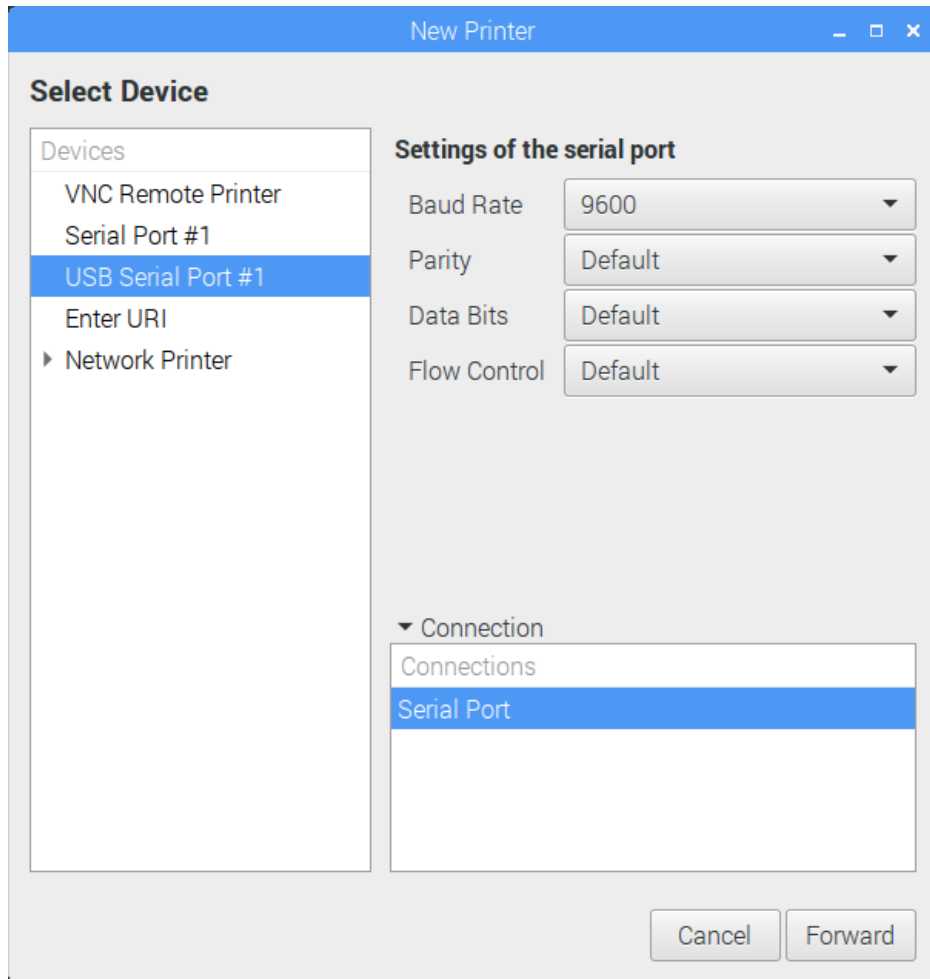 New Printer
Select Device
Devices
VNC Remote Printer
Serial Port #1
USB Serial Port #1
Enter URI
Network Printer
Settings of the serial port
Baud Rate 9600
Parity Default
Data Bits Default
Flow Control Default
Connection
Connections
Serial Port
Cancel Forward